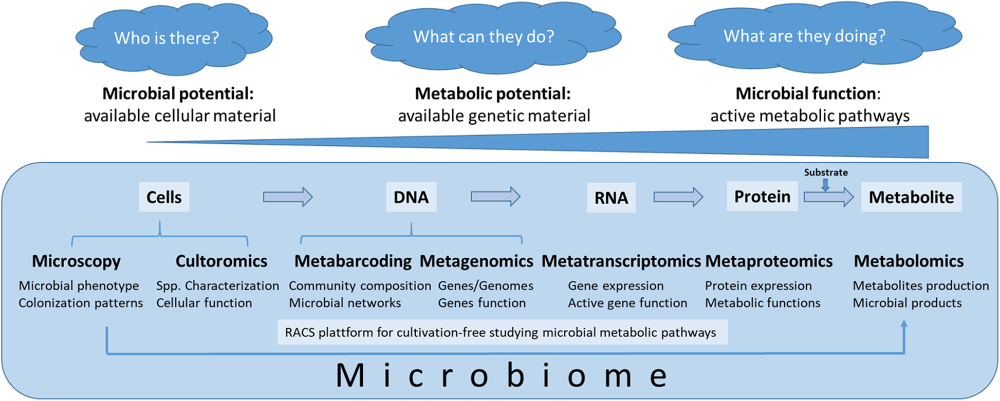 Who is there?
What can they do?
What are they doing?
Microbial potential:
available cellular material
Metabolic potential:
available genetic material
Microbial function:
active metabolic pathways
Substrate
Cells
DNA
RNA
Protein
Metabolite
Microscopy
Microbial phenotype
Colonization patterns
Cultoromics
Spp. Characterization
Cellular function
Metabarcoding
Community composition
Microbial networks
Metagenomics
Genes/Genomes
Genes function
Metatranscriptomics
Gene expression
Active gene function
Metaproteomics
Protein expression
Metabolic functions
Metabolomics
Metabolites production
Microbial products
RACS plattform for cultivation-free studying microbial metabolic pathways
Microbiome